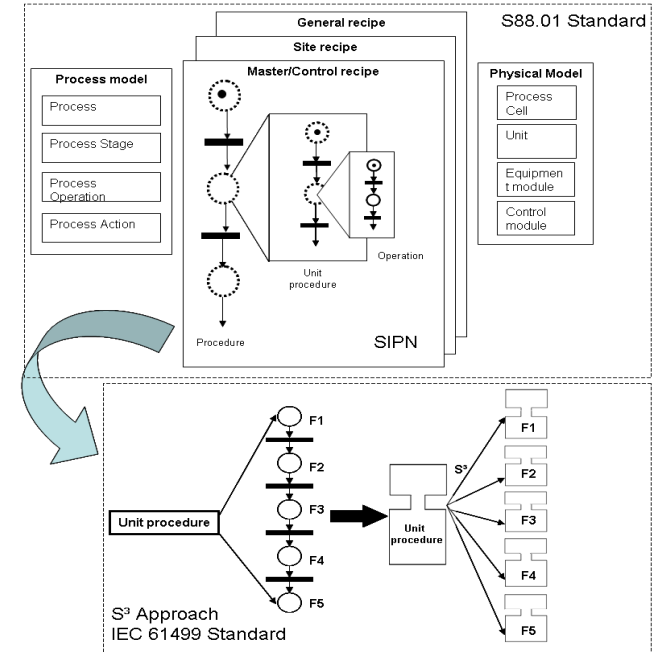 General recipe
S88.01 Standard
Site recipe
Master/Control recipe
Process model
Process
Process Stage
Process
Operation
Process Action
Physical Model
Process
Cell
Unit
Equipmen
t module
Control
module
Operation
Unit
procedure
Procedure
SIPN
F1
F2
F3
F4
F5
Unit procedure
S³
Unit
procedure
F1
F2
F3
F4
F5
S³ Approach
IEC 61499 Standard